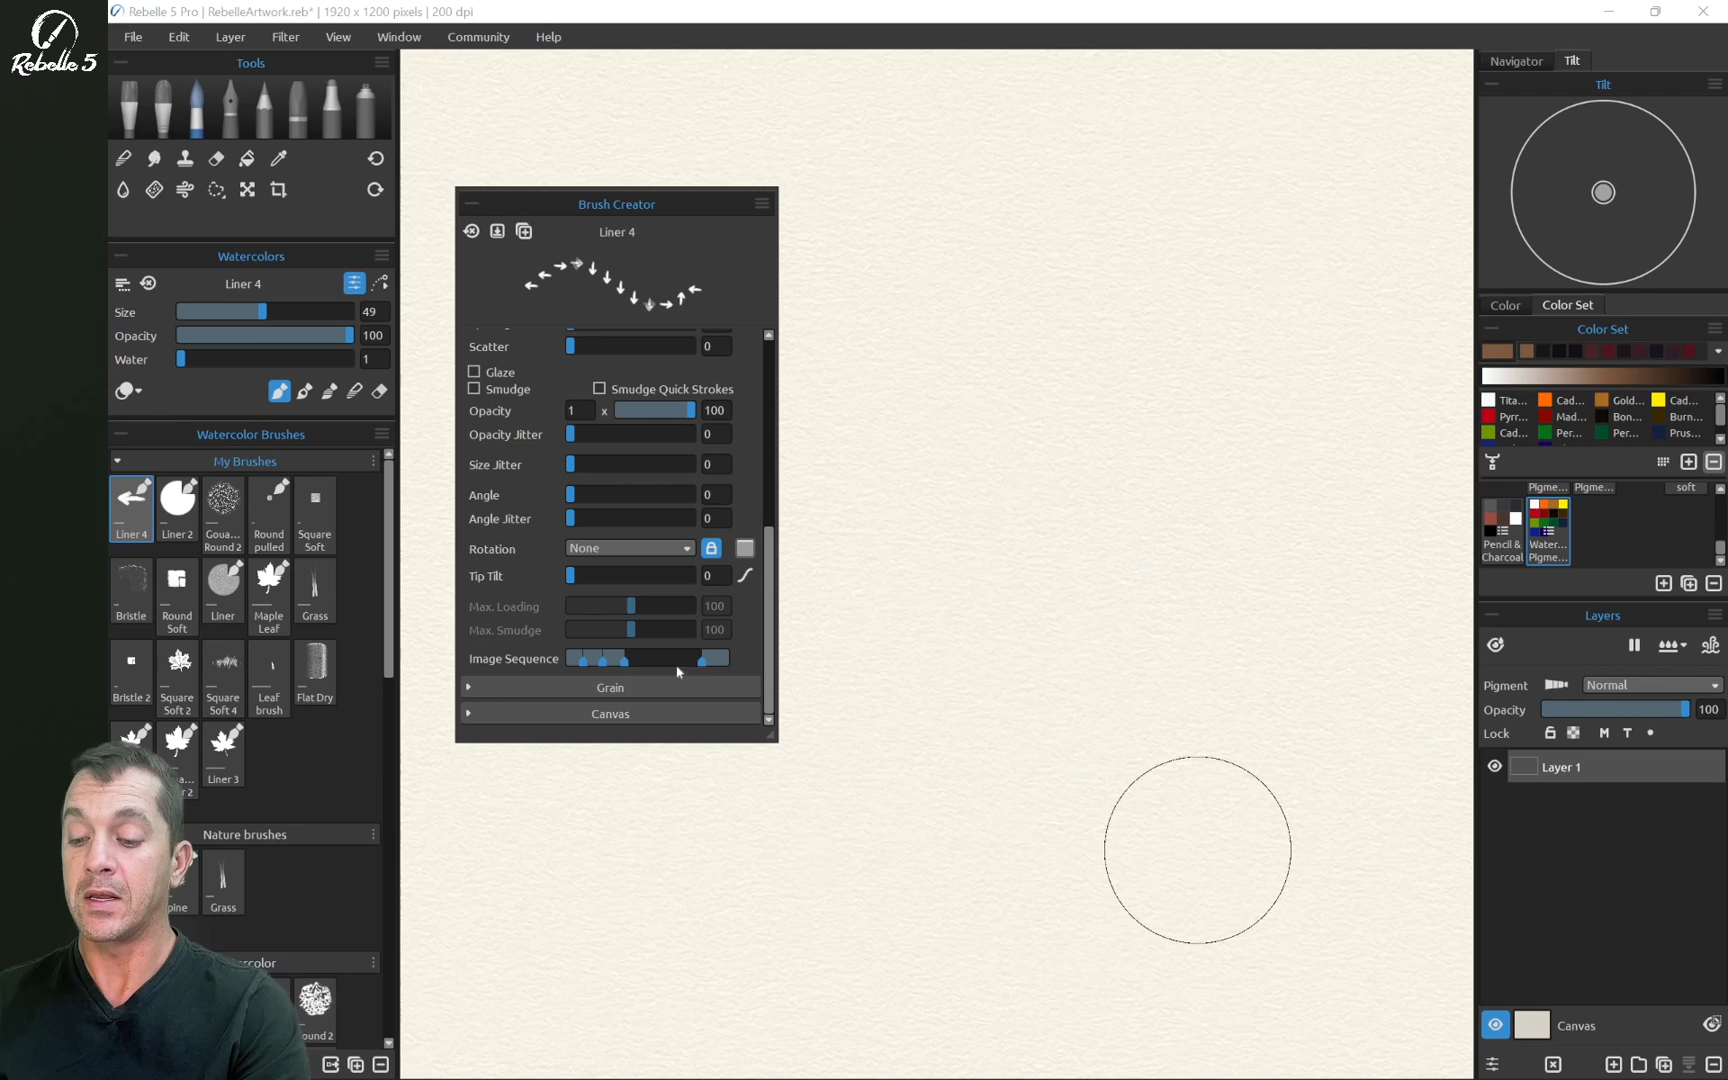 Rebelle 5
Rebelle 5 Pro | RebelleArtwork.reb* | 1920 x 1200 pixels | 200 dpi
File Edit Layer Filter View Window Community Help
Tools
Watercolors
Liner 4
Size 49
Opacity 100
Water 1
Watercolor Brushes
My Brushes
Liner 4 Liner 2 Goua... Round 2 Round pulled Square Soft
Bristle Round Soft Liner Maple Leaf Grass
Bristle 2 Square Soft 2 Square Soft 4 Leaf brush Flat Dry
Liner 3
Nature brushes
Grass
Brush Creator
Liner 4
Scatter 0
Glaze
Smudge Smudge Quick Strokes
Opacity 1 x 100
Opacity Jitter 0
Size Jitter 0
Angle 0
Angle Jitter 0
Rotation None
Tip Tilt 0
Max. Loading 100
Max. Smudge 100
Image Sequence
Grain
Canvas
Navigator Tilt
Tilt
Color Color Set
Color Set
Tita... Cad... Gold... Cad...
Pyrr... Mad... Bon... Burn...
Cad... Per... Per... Prus...
Pigme... Pigme... soft
Pencil & Charcoal Water... Pigme...
Layers
Pigment Normal
Opacity 100
Lock M T
Layer 1
Canvas